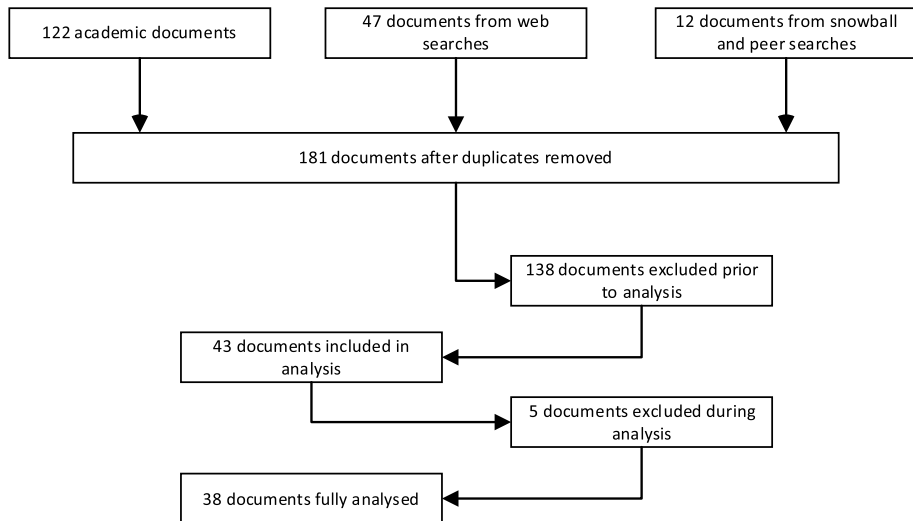 122 academic documents
47 documents from web
searches
12 documents from snowball
and peer searches
181 documents after duplicates removed
138 documents excluded prior
to analysis
43 documents included in
analysis
5 documents excluded during
analysis
38 documents fully analysed